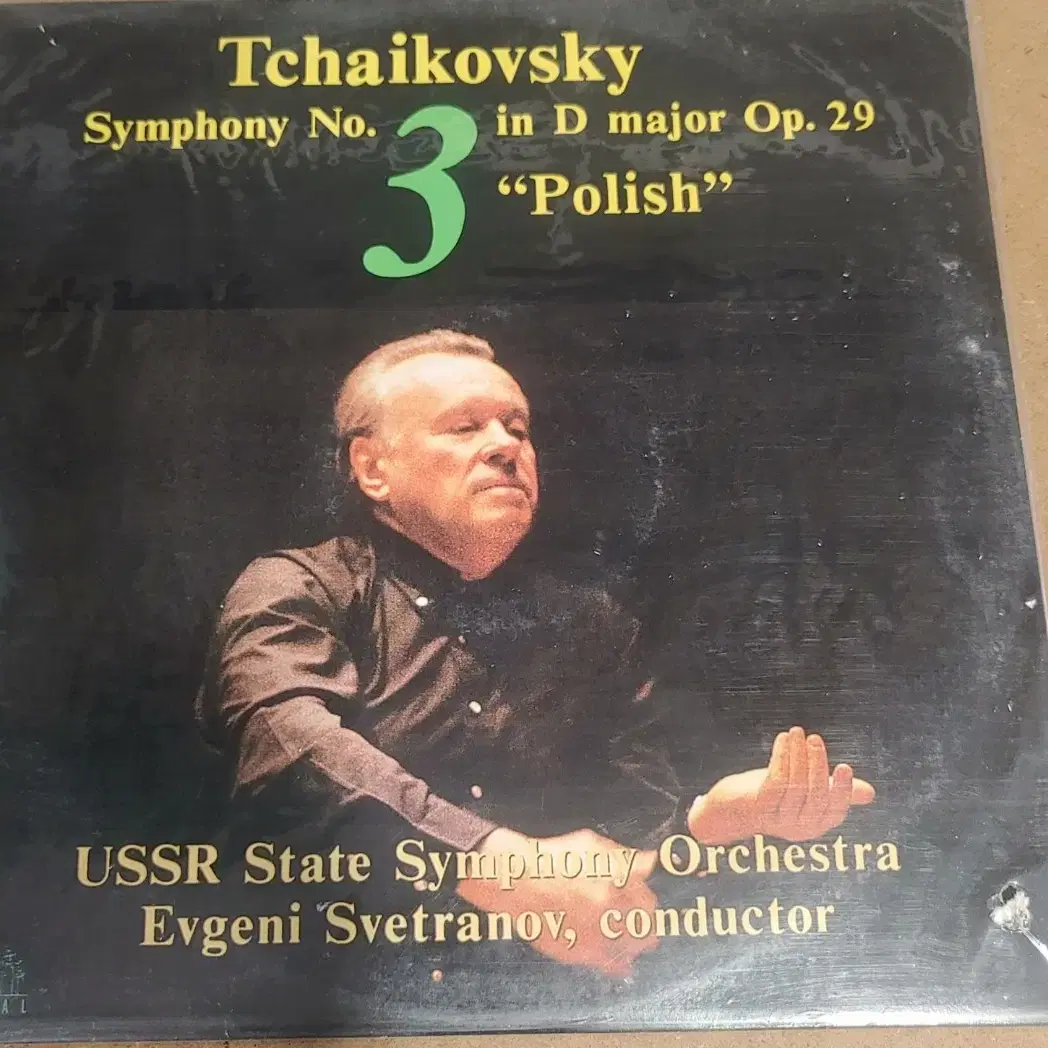 Tchaikovsky
Symphony No. 3 in D major Op. 29
“Polish”
USSR State Symphony Orchestra
Evgeni Svetranov, conductor